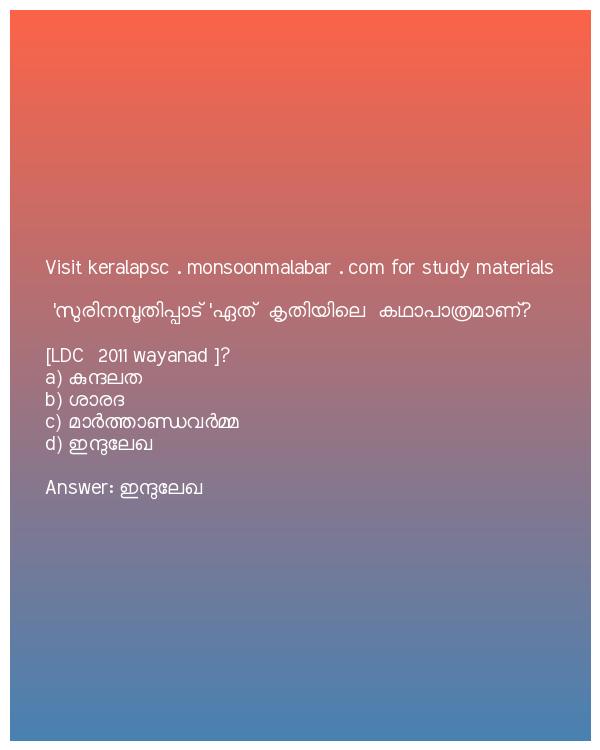 Visit keralapsc . monsoonmalabar . com for study materials
'സുരിനമ്പൂതിപ്പാട് 'ഏത് കൃതിയിലെ കഥാപാത്രമാണ്?
[LDC 2011 wayanad ]?
a) കുന്ദലത
b) ശാരദ
c) മാർത്താണ്ഡവർമ്മ
d) ഇന്ദുലേഖ
Answer: ഇന്ദുലേഖ